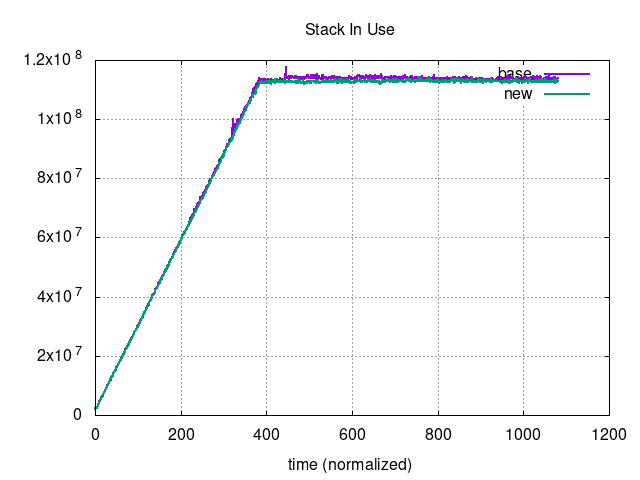 Stack In Use
1.2x10^8
1x10^8
8x10^7
6x10^7
4x10^7
2x10^7
0
base
new
0 200 400 600 800 1000 1200
time (normalized)